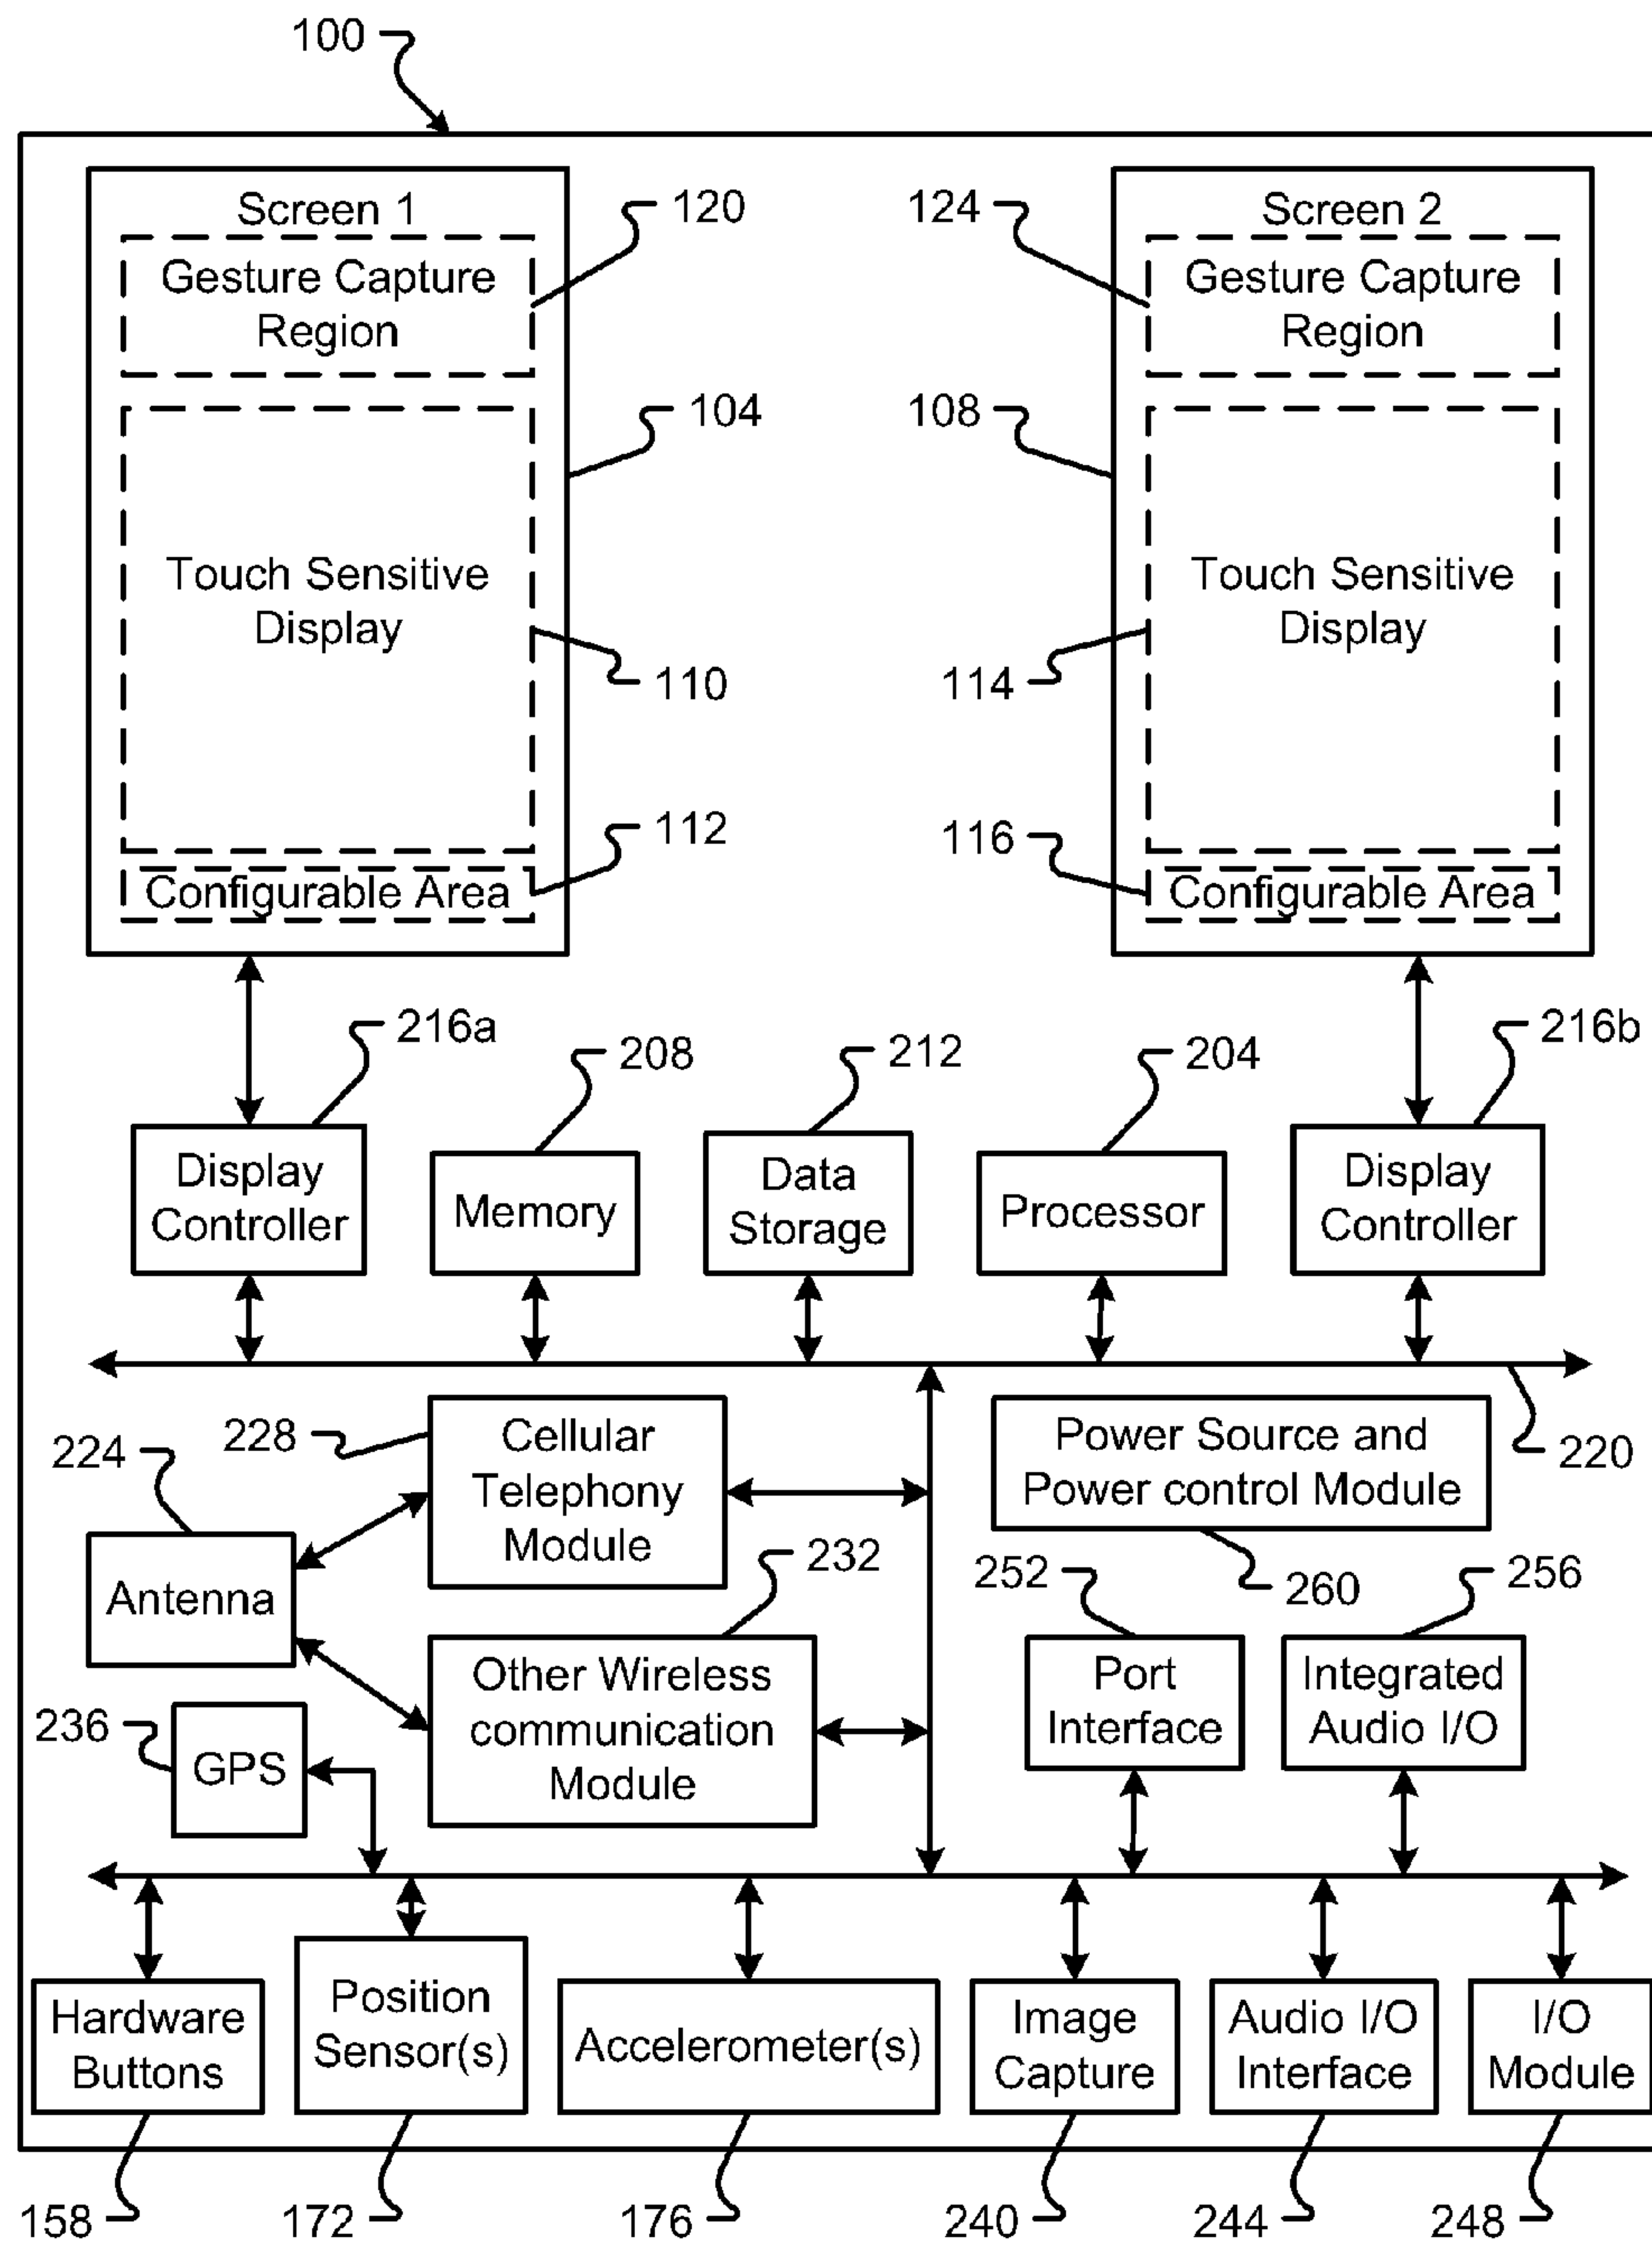 100
Screen 1
120
124
Screen 2
Gesture Capture
Region
Gesture Capture
Region
104
108
Touch Sensitive
Display
Touch Sensitive
Display
110
114
112
116
Configurable Area
Configurable Area
216a
208
212
204
216b
Display
Controller
Memory
Data
Storage
Processor
Display
Controller
228
Cellular
Telephony
Module
Power Source and
Power control Module
220
224
232
252
260
256
Antenna
Other Wireless
communication
Module
Port
Interface
Integrated
Audio I/O
236
GPS
Hardware
Buttons
Position
Sensor(s)
Accelerometer(s)
Image
Capture
Audio I/O
Interface
I/O
Module
158
172
176
240
244
248